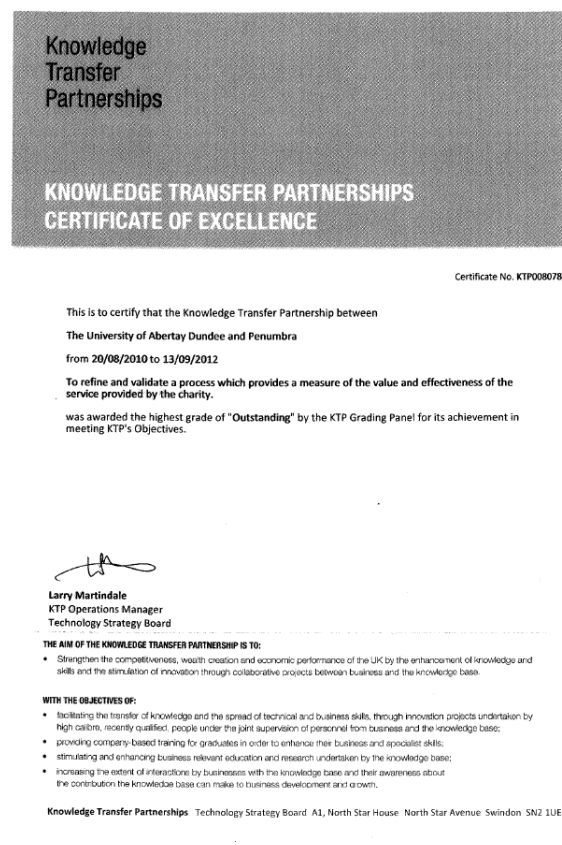 Knowledge
Transfer
Partnerships
KNOWLEDGE TRANSFER PARTNERSHIPS
CERTIFICATE OF EXCELLENCE
Certificate No. KTP008078
This is to certify that the Knowledge Transfer Partnership between
The University of Abertay Dundee and Penumbra
from 20/08/2010 to 13/09/2012
To refine and validate a process which provides a measure of the value and effectiveness of the
service provided by the charity.
was awarded the highest grade of "Outstanding" by the KTP Grading Panel for its achievement in
meeting KTP's Objectives.
Larry Martindale
KTP Operations Manager
Technology Strategy Board
THE AIM OF THE KNOWLEDGE TRANSFER PARTNERSHIP IS TO:
• Strengthen the competitiveness, wealth creation and economic performance of the UK by the enhancement of knowledge and
skills and the stimulation of innovation through collaborative projects between business and the knowledge base.
WITH THE OBJECTIVES OF:
• facilitating the transfer of knowledge and the spread of technical and business skills, through innovation projects undertaken by
high calibre, recently qualified, people under the joint supervision of personnel from business and the knowledge base;
• providing company-based training for graduates in order to enhance their business and specialist skills;
• stimulating and enhancing business relevant education and research undertaken by the knowledge base;
• increasing the extent of interactions by businesses with the knowledge base and their awareness about
the contribution the knowledge base can make to business development and growth.
Knowledge Transfer Partnerships Technology Strategy Board A1, North Star House North Star Avenue Swindon SN2 1UE